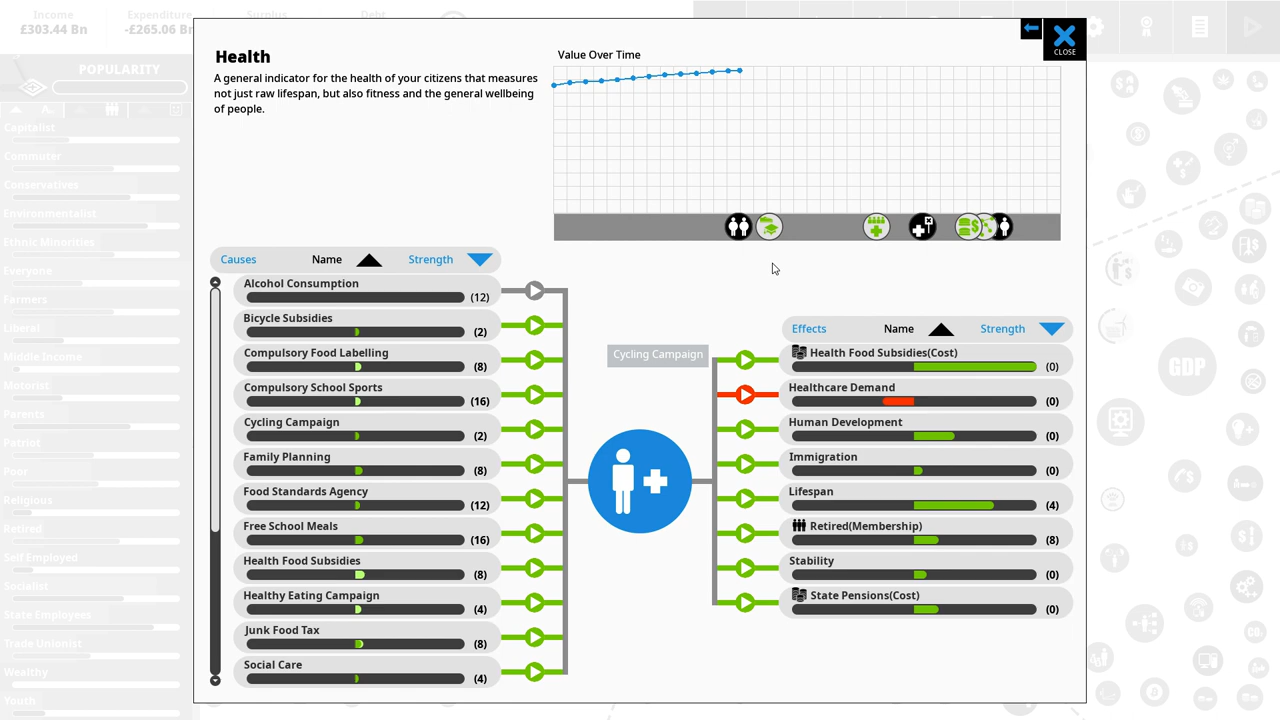 Income
Expenditure
Surplus
Debt
£303.44 Bn
-£265.06 Bn
POPULARITY
Capitalist
Commuter
Conservatives
Environmentalist
Ethnic Minorities
Everyone
Farmers
Liberal
Middle Income
Motorist
Parents
Patriot
Poor
Religious
Retired
Self Employed
Socialist
State Employees
Trade Unionist
Wealthy
Youth
CLOSE
Health
A general indicator for the health of your citizens that measures
not just raw lifespan, but also fitness and the general wellbeing
of people.
Value Over Time
Causes
Name
Strength
Alcohol Consumption
(12)
Bicycle Subsidies
(2)
Compulsory Food Labelling
(8)
Compulsory School Sports
(16)
Cycling Campaign
(2)
Family Planning
(8)
Food Standards Agency
(12)
Free School Meals
(16)
Health Food Subsidies
(8)
Healthy Eating Campaign
(4)
Junk Food Tax
(8)
Social Care
(4)
Cycling Campaign
Effects
Name
Strength
Health Food Subsidies(Cost)
(0)
Healthcare Demand
(0)
Human Development
(0)
Immigration
(0)
Lifespan
(4)
Retired(Membership)
(8)
Stability
(0)
State Pensions(Cost)
(0)
GDP